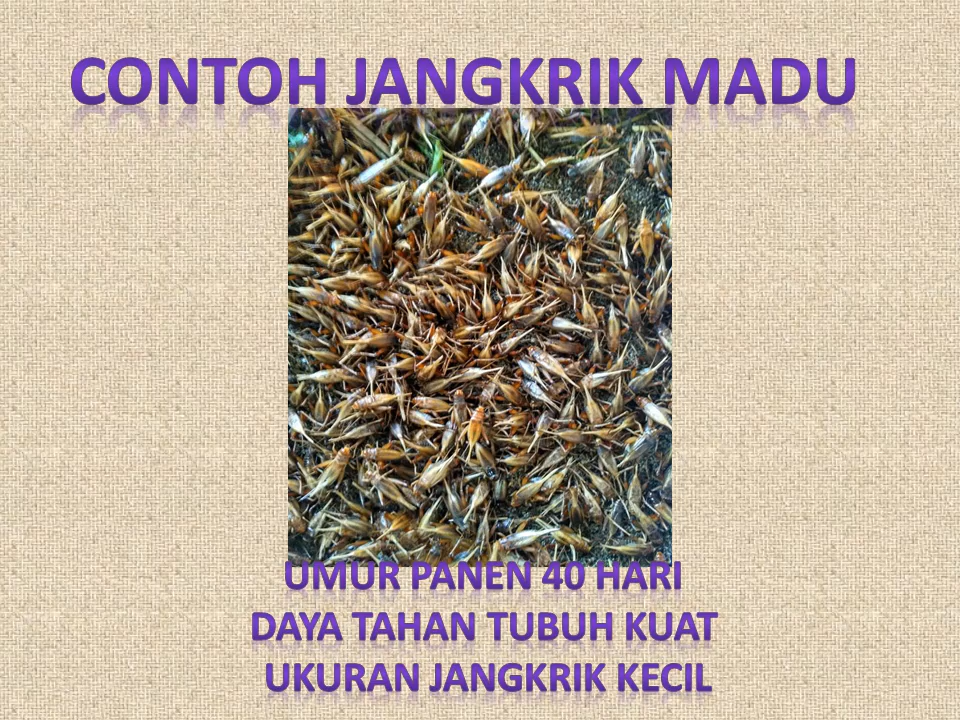 CONTOH JANGKRIK MADU
UMUR PANEN 40 HARI
DAYA TAHAN TUBUH KUAT
UKURAN JANGKRIK KECIL